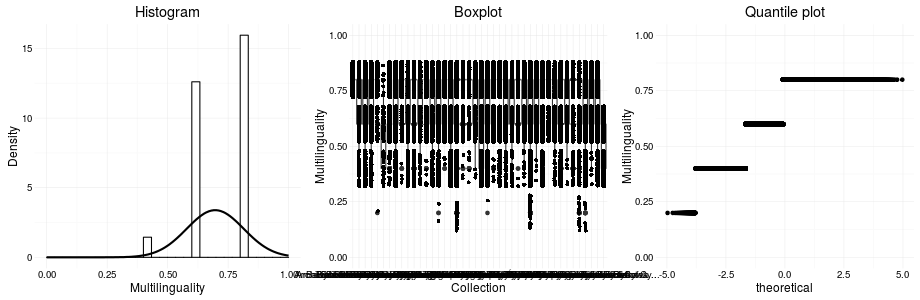 Histogram
Density
15
10
5
0
0.00 0.25 0.50 0.75 1.00
Multilinguality
Boxplot
Multilinguality
1.00
0.75
0.50
0.25
0.00
Collection
Quantile plot
Multilinguality
1.00
0.75
0.50
0.25
0.00
-5.0 -2.5 0.0 2.5 5.0
theoretical